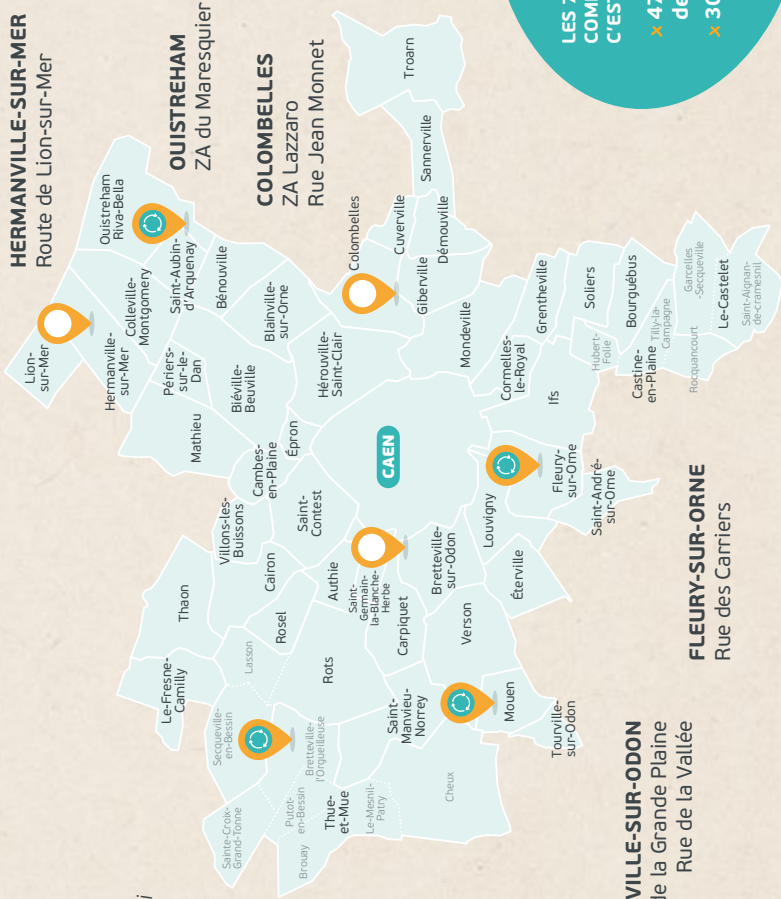 HERMANVILLE-SUR-MER
Route de Lion-sur-Mer
OUISTREHAM
ZA du Maresquier
COLOMBELLES
ZA Lazzaro
Rue Jean Monnet
FLEURY-SUR-ORNE
Rue des Carriers
VILLE-SUR-ODON
de la Grande Plaine
Rue de la Vallée
LES
C'EST
× 47
de
× 30
Lion-
sur-Mer
Hermanville-
sur-Mer
Ouistreham
Riva-Bella
Colleville-
Montgomery
Saint-Aubin-
d'Arquenay
Périers-
sur-le-
Dan
Mathieu
Bénouville
Biéville-
Beuville
Blainville-
sur-Orne
Hérouville-
Saint-Clair
Épron
Cambes-
en-Plaine
Villons-les-
Buissons
Saint-
Contest
Colombelles
Cuverville
Giberville
Démouville
Sannerville
Troarn
Mondeville
CAEN
Thaon
Cairon
Rosel
Authie
Saint-
Germain-
la-Blanche-
Herbe
Carpiquet
Le-Fresne-
Camilly
Lasson
Secqueville-
en-Bessin
Rots
Bretteville-
l'Orgueilleuse
Sainte-Croix-
Grand-Tonne
Putot-
en-Bessin
Brouay
Thue-
et-Mue
Le-Mesnil-
Patry
Cheux
Saint-
Manvieu-
Norrey
Mouen
Tourville-
sur-Odon
Verson
Bretteville-
sur-Odon
Éterville
Louvigny
Fleury-
sur-Orne
Saint-André-
sur-Orne
Ifs
Cormelles-
le-Royal
Grentheville
Soliers
Hubert-
Folie
Bourguébus
Castine-
en-Plaine
Tilly-la-
Campagne
Rocquancourt
Garcelles
-Secqueville
Le-Castelet
Saint-Aignan-
de-cramesnil